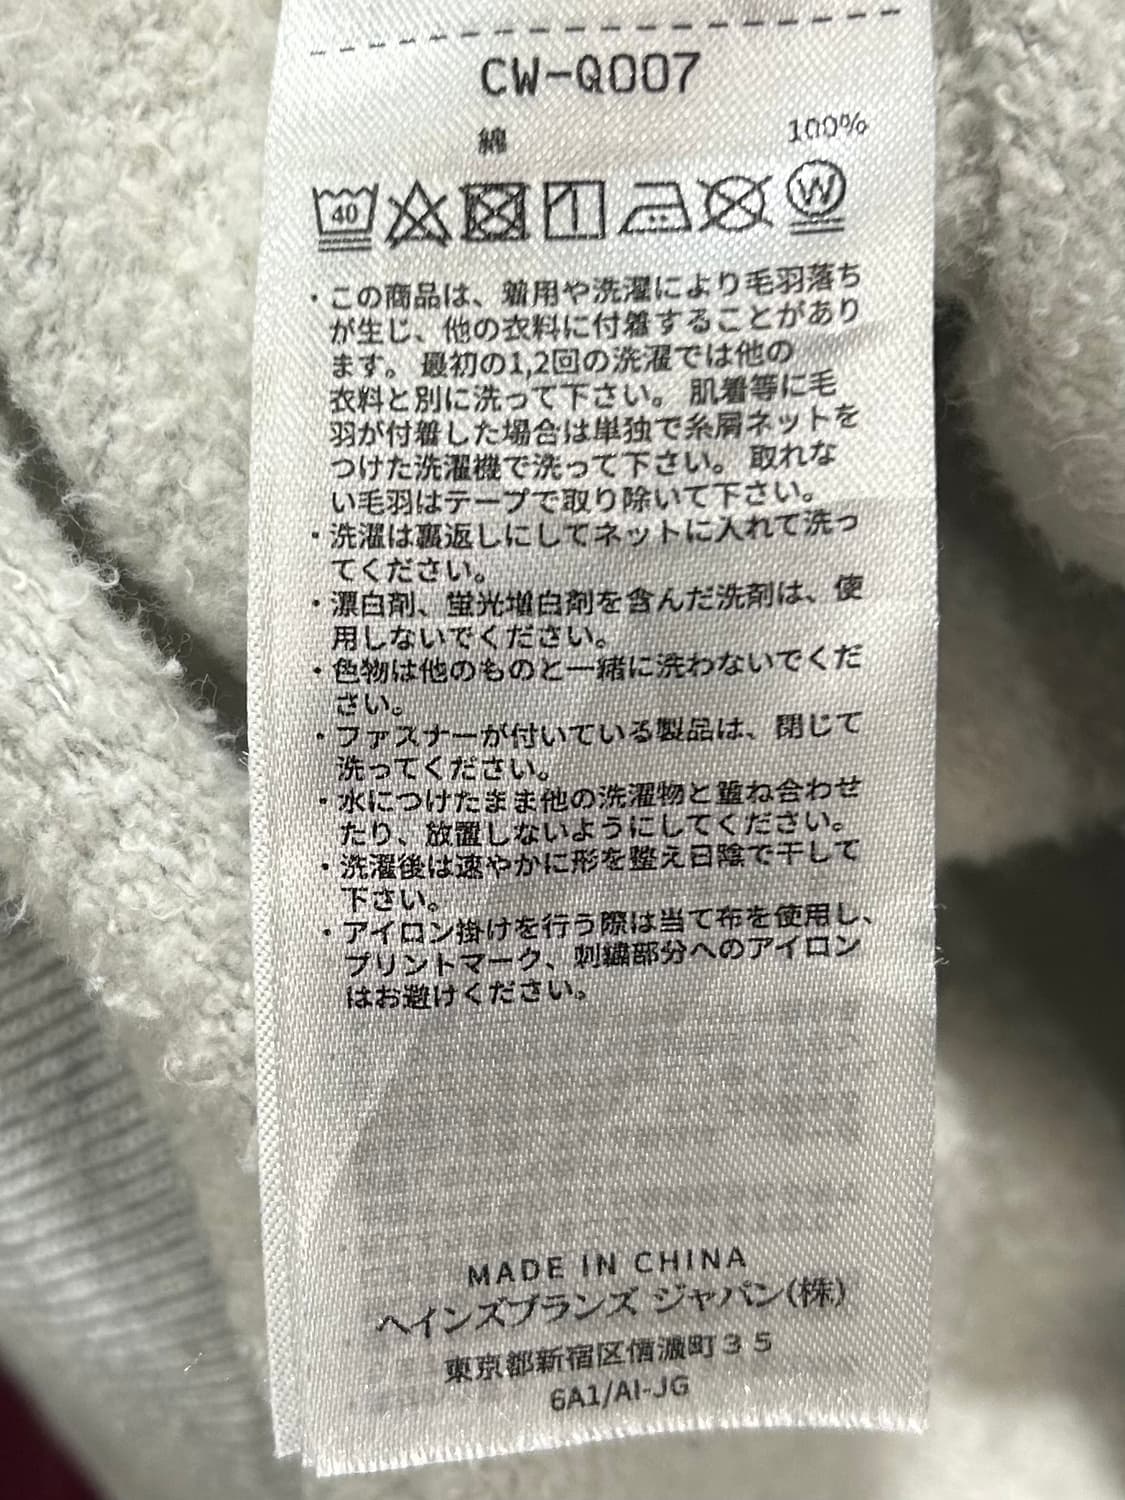 CW-Q007
綿 100%
40
W
・この商品は、着用や洗濯により毛羽落ち
が生じ、他の衣料に付着することがあり
ます。最初の1,2回の洗濯では他の
衣料と別に洗って下さい。肌着等に毛
羽が付着した場合は単独で糸屑ネットを
つけた洗濯機で洗って下さい。取れな
い毛羽はテープで取り除いて下さい。
・洗濯は裏返しにしてネットに入れて洗っ
てください。
・漂白剤、蛍光増白剤を含んだ洗剤は、使
用しないでください。
・色物は他のものと一緒に洗わないでくだ
さい。
・ファスナーが付いている製品は、閉じて
洗ってください。
・水につけたまま他の洗濯物と重ね合わせ
たり、放置しないようにしてください。
・洗濯後は速やかに形を整え日陰で干して
下さい。
・アイロン掛けを行う際は当て布を使用し、
プリントマーク、刺繍部分へのアイロン
はお避けください。
MADE IN CHINA
ヘインズブランズ ジャパン(株)
東京都新宿区信濃町35
6A1/AI-JG